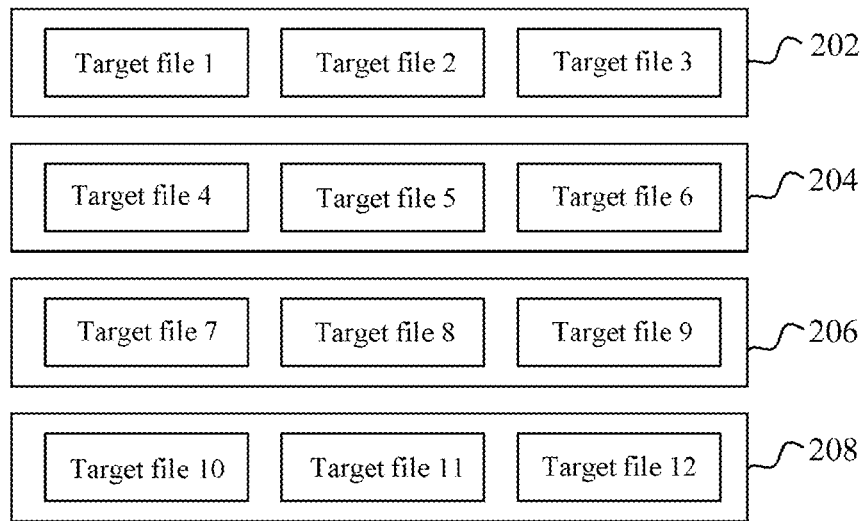 Target file 1 Target file 2 Target file 3 202
Target file 4 Target file 5 Target file 6 204
Target file 7 Target file 8 Target file 9 206
Target file 10 Target file 11 Target file 12 208